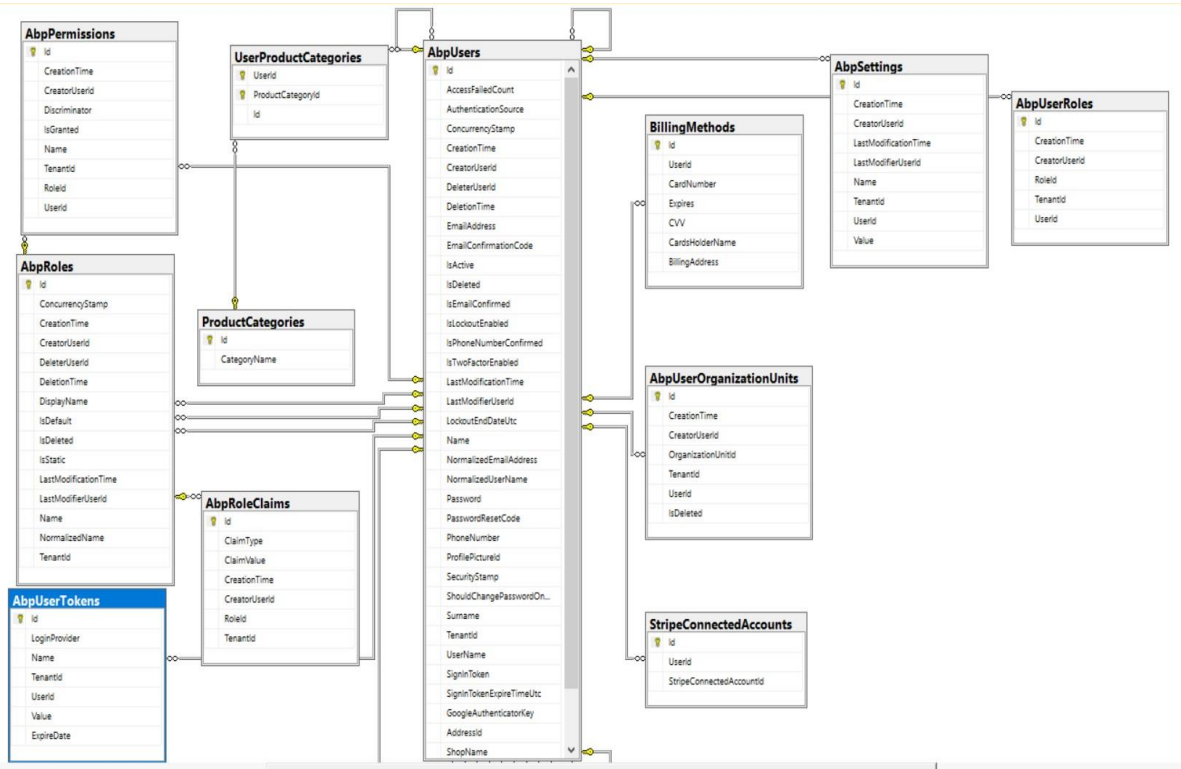 AbpPermissions
Id
CreationTime
CreatorUserId
Discriminator
IsGranted
Name
TenantId
RoleId
UserId
UserProductCategories
UserId
ProductCategoryId
Id
AbpUsers
Id
AccessFailedCount
AuthenticationSource
ConcurrencyStamp
CreationTime
CreatorUserId
DeleterUserId
DeletionTime
EmailAddress
EmailConfirmationCode
IsActive
IsDeleted
IsEmailConfirmed
IsLockoutEnabled
IsPhoneNumberConfirmed
IsTwoFactorEnabled
LastModificationTime
LastModifierUserId
LockoutEndDateUtc
Name
NormalizedEmailAddress
NormalizedUserName
Password
PasswordResetCode
PhoneNumber
ProfilePictureId
SecurityStamp
ShouldChangePasswordOn...
Surname
TenantId
UserName
SignInToken
SignInTokenExpireTimeUtc
GoogleAuthenticatorKey
AddressId
ShopName
AbpSettings
Id
CreationTime
CreatorUserId
LastModificationTime
LastModifierUserId
Name
TenantId
UserId
Value
AbpUserRoles
Id
CreationTime
CreatorUserId
RoleId
TenantId
UserId
BillingMethods
Id
UserId
CardNumber
Expires
CVV
CardsHolderName
BillingAddress
AbpRoles
Id
ConcurrencyStamp
CreationTime
CreatorUserId
DeleterUserId
DeletionTime
DisplayName
IsDefault
IsDeleted
IsStatic
LastModificationTime
LastModifierUserId
Name
NormalizedName
TenantId
ProductCategories
Id
CategoryName
AbpUserOrganizationUnits
Id
CreationTime
CreatorUserId
OrganizationUnitId
TenantId
UserId
IsDeleted
AbpRoleClaims
Id
ClaimType
ClaimValue
CreationTime
CreatorUserId
RoleId
TenantId
AbpUserTokens
Id
LoginProvider
Name
TenantId
UserId
Value
ExpireDate
StripeConnectedAccounts
Id
UserId
StripeConnectedAccountId